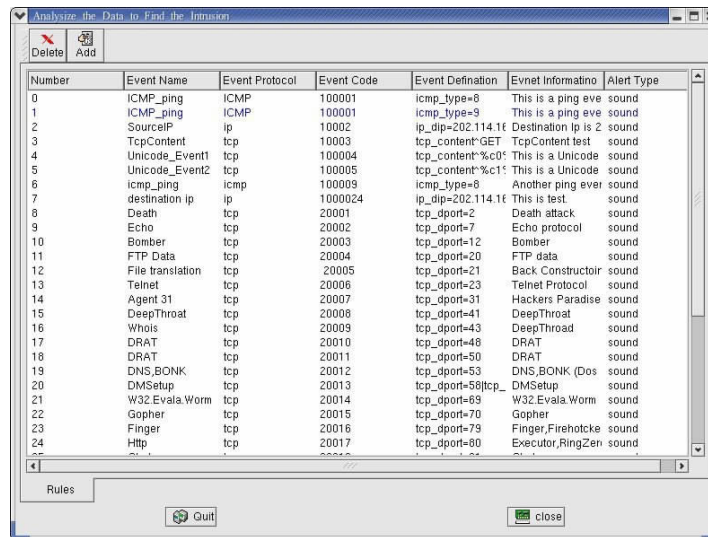 Analysize the Data to Find the Intrusion
Delete Add
Number Event Name Event Protocol Event Code Event Defination Evnet Informatino Alert Type
0 ICMP_ping ICMP 100001 icmp_type=8 This is a ping eve sound
1 ICMP_ping ICMP 100001 icmp_type=9 This is a ping eve sound
2 SourceIP ip 10002 ip_dip=202.114.16 Destination Ip is 2 sound
3 TcpContent tcp 10003 tcp_content^GET TcpContent test sound
4 Unicode_Event1 tcp 100004 tcp_content^%c0% This is a Unicode sound
5 Unicode_Event2 tcp 100005 tcp_content^%c1% This is a Unicode sound
6 icmp_ping icmp 100009 icmp_type=8 Another ping ever sound
7 destination ip ip 1000024 ip_dip=202.114.16 This is test. sound
8 Death tcp 20001 tcp_dport=2 Death attack sound
9 Echo tcp 20002 tcp_dport=7 Echo protocol sound
10 Bomber tcp 20003 tcp_dport=12 Bomber sound
11 FTP Data tcp 20004 tcp_dport=20 FTP data sound
12 File translation tcp 20005 tcp_dport=21 Back Constructoir sound
13 Telnet tcp 20006 tcp_dport=23 Telnet Protocol sound
14 Agent 31 tcp 20007 tcp_dport=31 Hackers Paradise sound
15 DeepThroat tcp 20008 tcp_dport=41 DeepThroat sound
16 Whois tcp 20009 tcp_dport=43 DeepThroad sound
17 DRAT tcp 20010 tcp_dport=48 DRAT sound
18 DRAT tcp 20011 tcp_dport=50 DRAT sound
19 DNS,BONK tcp 20012 tcp_dport=53 DNS,BONK (Dos sound
20 DMSetup tcp 20013 tcp_dport=58|tcp_ DMSetup sound
21 W32.Evala.Worm tcp 20014 tcp_dport=69 W32.Evala.Worm sound
22 Gopher tcp 20015 tcp_dport=70 Gopher sound
23 Finger tcp 20016 tcp_dport=79 Finger,Firehotcke sound
24 Http tcp 20017 tcp_dport=80 Executor,RingZer sound
Rules
Quit close